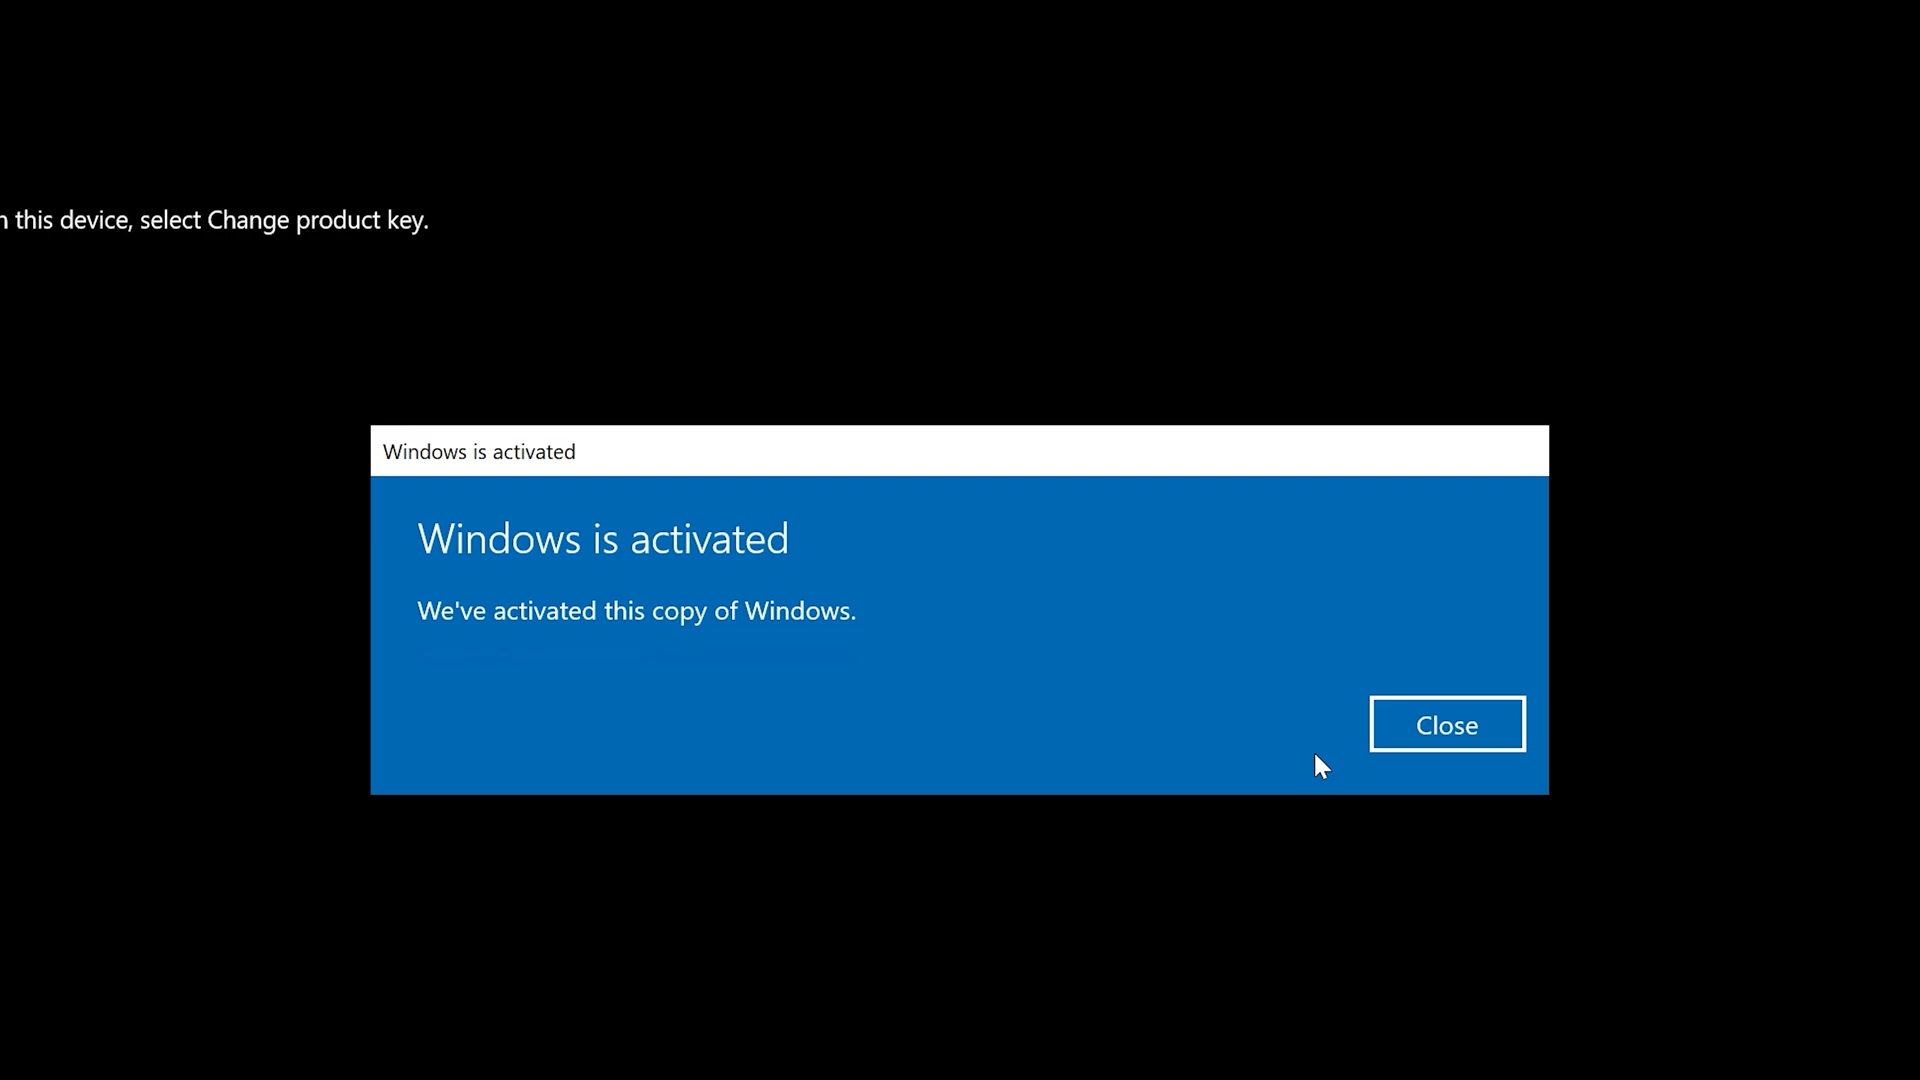 this device, select Change product key.
Windows is activated
Windows is activated
We've activated this copy of Windows.
Close